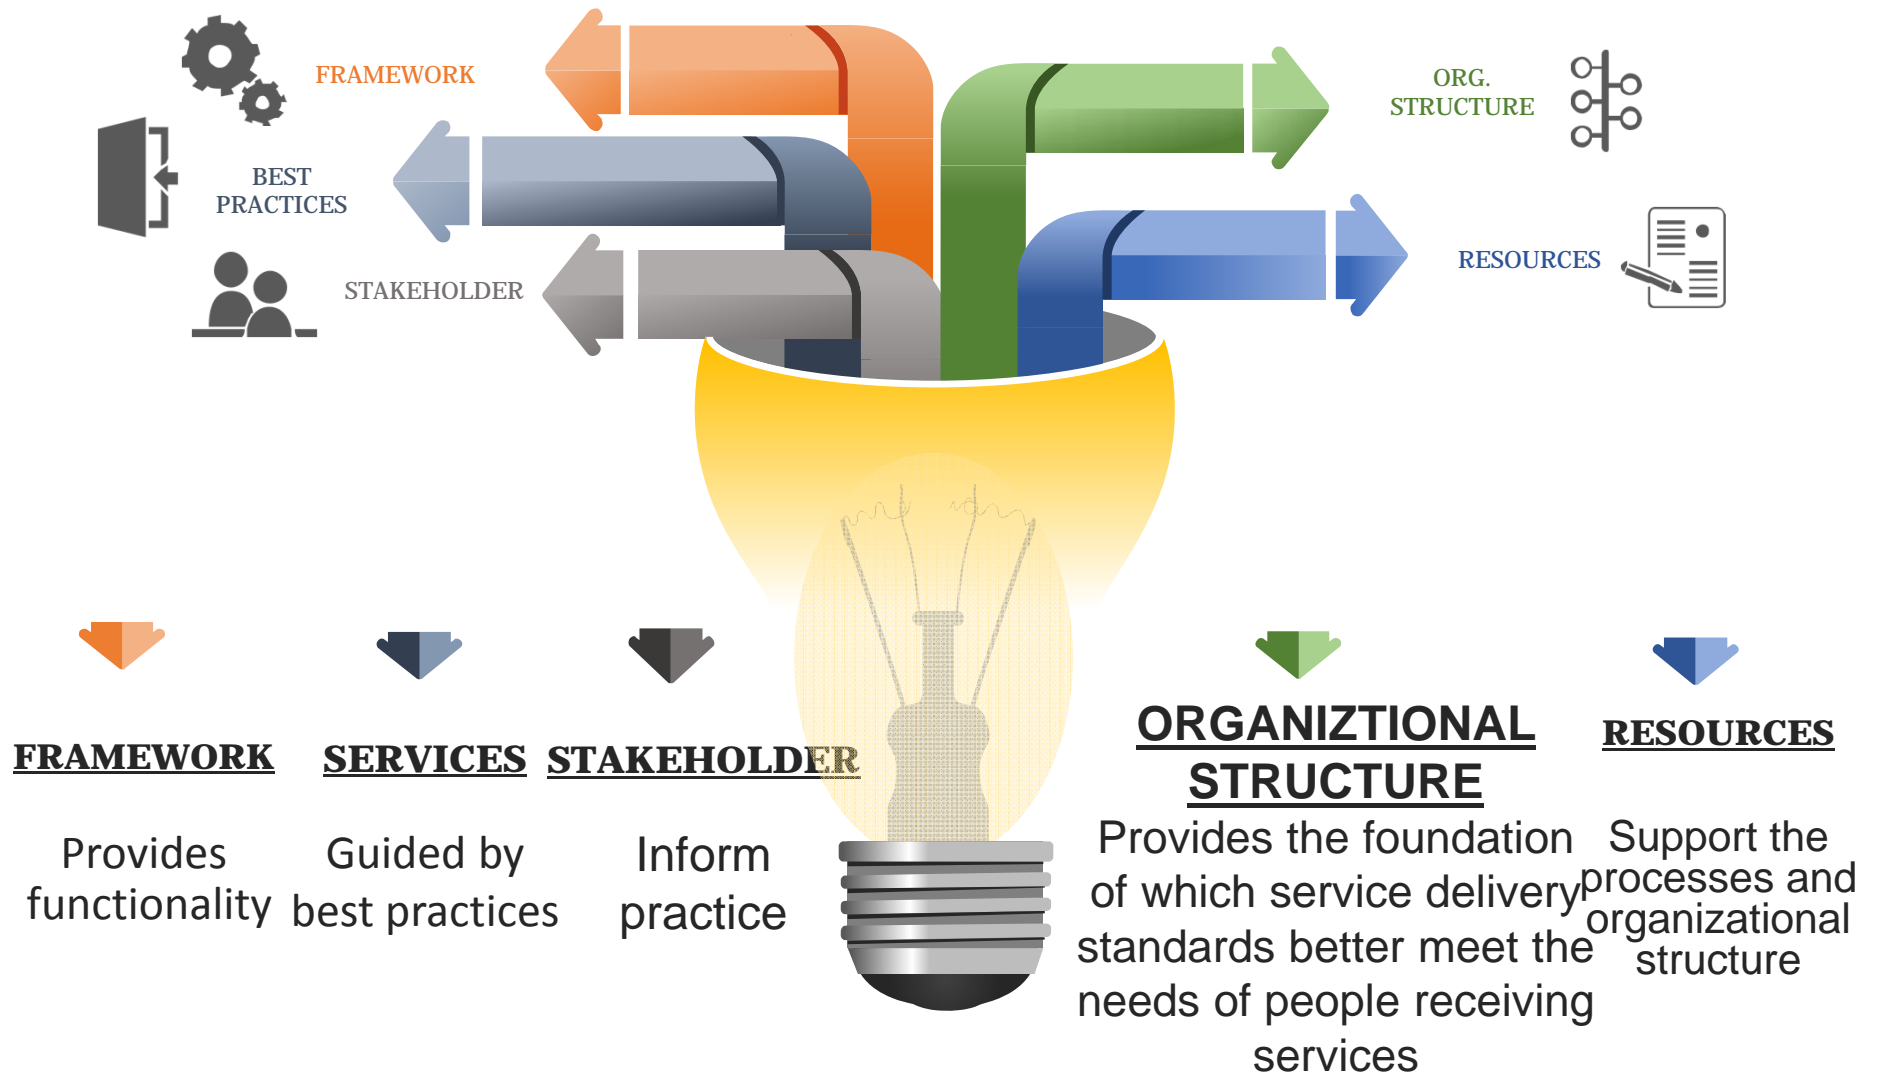 FRAMEWORK
BEST
PRACTICES
STAKEHOLDER
ORG.
STRUCTURE
RESOURCES
FRAMEWORK
Provides
functionality
SERVICES
Guided by
best practices
STAKEHOLDER
Inform
practice
ORGANIZTIONAL
STRUCTURE
Provides the foundation
of which service delivery
standards better meet the
needs of people receiving
services
RESOURCES
Support the
processes and
organizational
structure